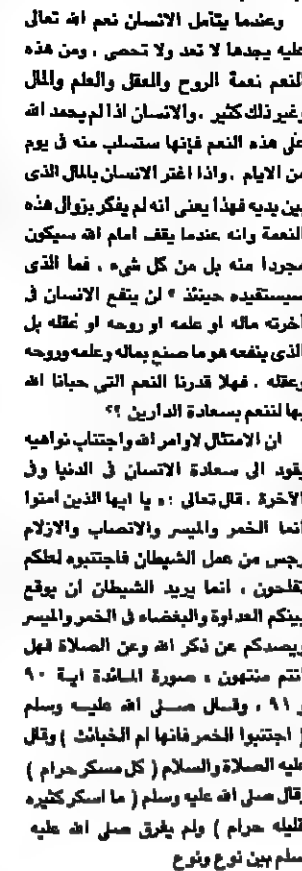 وعندما يتأمل الانسان نعم الله تعالى
عليه يجدها لا تعد ولا تحصى . ومن هذه
النعم نعمة الروح والعقل والعلم والمال
وغير ذلك كثير . والانسان اذا لم يحمد الله
على هذه النعم فإنها ستسلب منه في يوم
من الايام . واذا اغتر الانسان بالمال الذى
بين يديه فهذا يعنى انه لم يفكر بزوال هذه
النعمة وانه عندما يقف امام الله سيكون
مجردا منه بل من كل شيء . فما الذى
سيستفيده حينئذ ؟ لن ينفع الانسان في
آخرته ماله او علمه او روحه او عقله بل
الذى ينفعه هو ما صنع بماله وعلمه وروحه
وعقله . فهلا قدرنا النعم التي حبانا الله
بها لننعم بسعادة الدارين ؟؟
ان الامتثال لاوامر الله واجتناب نواهيه
يقود الى سعادة الانسان في الدنيا وفي
الآخرة . قال تعالى : « يا ايها الذين امنوا
انما الخمر والميسر والانصاب والازلام
رجس من عمل الشيطان فاجتنبوه لعلكم
تفلحون ، انما يريد الشيطان ان يوقع
بينكم العداوة والبغضاء في الخمر والميسر
ويصدكم عن ذكر الله وعن الصلاة فهل
أنتم منتهون » صورة المائدة اية ٩٠
و ٩١ ، وقال صلى الله عليه وسلم
( اجتنبوا الخمر فانها ام الخبائث ) وقال
عليه الصلاة والسلام ( كل مسكر حرام )
وقال صلى الله عليه وسلم ( ما اسكر كثيره
قليله حرام ) ولم يفرق صلى الله عليه
وسلم بين نوع ونوع